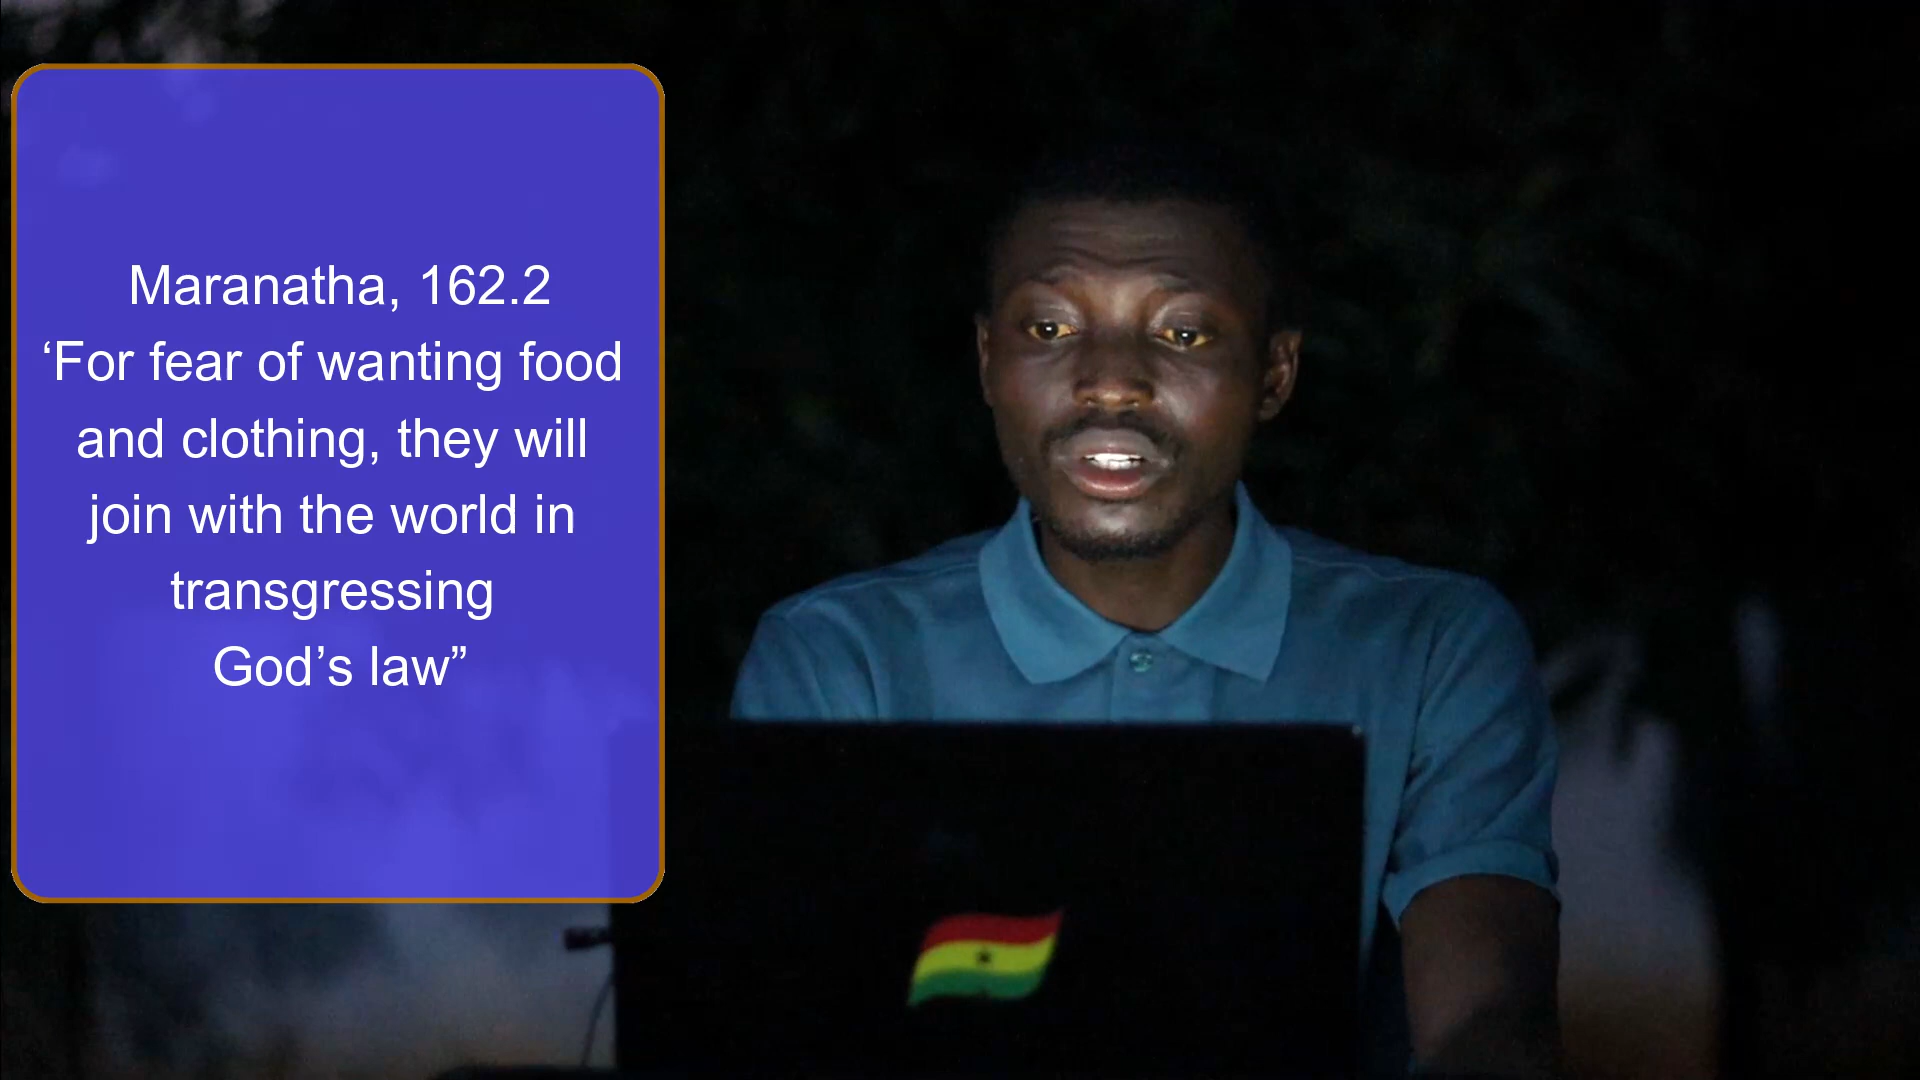 Maranatha, 162.2
‘For fear of wanting food
and clothing, they will
join with the world in
transgressing
God’s law”